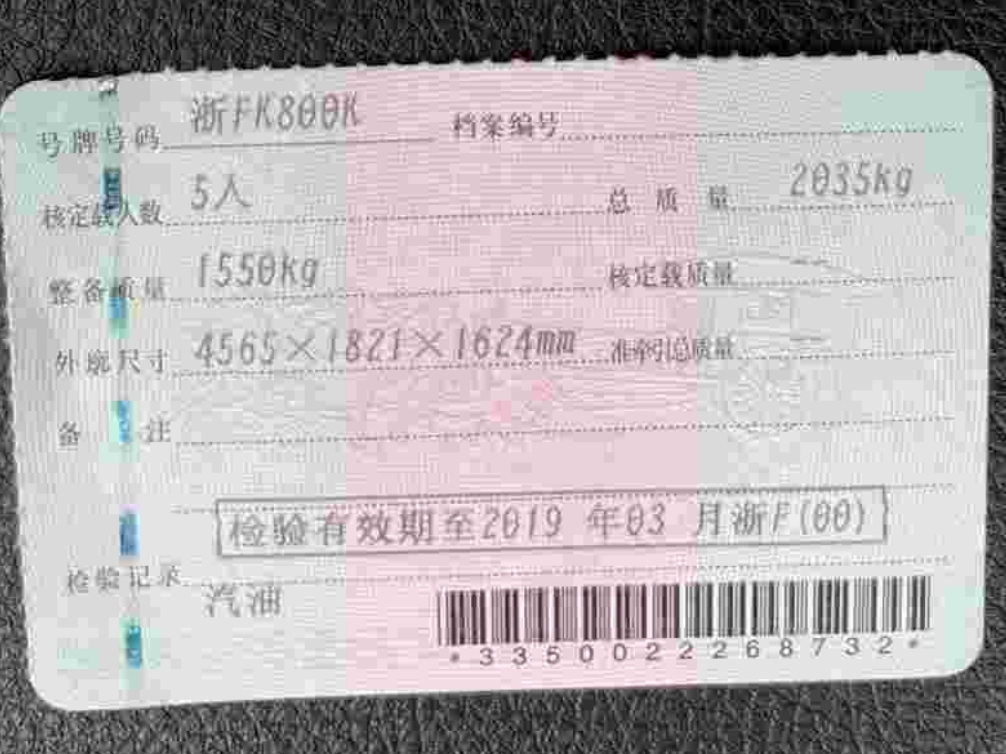 号牌号码 浙FK800K 档案编号
核定载人数 5人 总质量 2035kg
整备质量 1550kg 核定载质量 --
外廓尺寸 4565×1821×1624mm 准牵引总质量 --
备注
检验有效期至2019 年03 月浙F(00)
检验记录
汽油
*3350022268732*